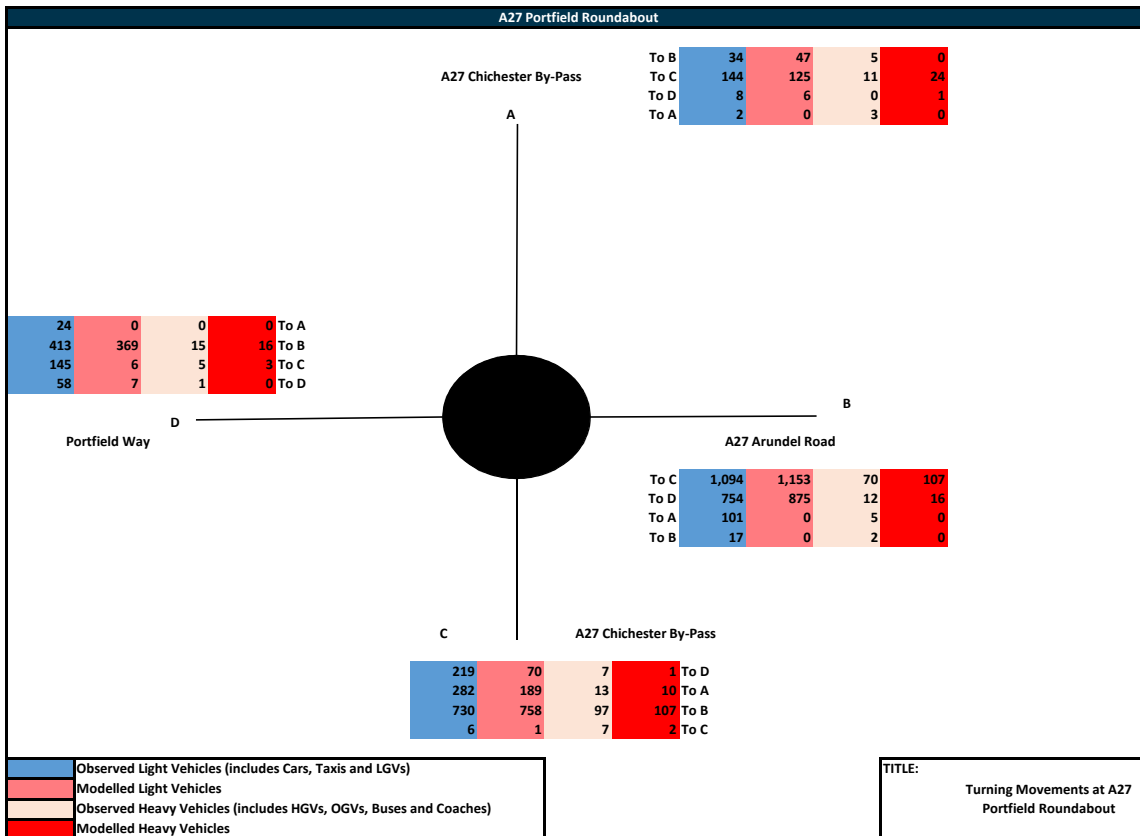 A27 Portfield Roundabout
To B 34 47 5 0
To C 144 125 11 24
To D 8 6 0 1
To A 2 0 3 0
A27 Chichester By-Pass
A
24 0 0 0 To A
413 369 15 16 To B
145 6 5 3 To C
58 7 1 0 To D
D
Portfield Way
B
A27 Arundel Road
To C 1,094 1,153 70 107
To D 754 875 12 16
To A 101 0 5 0
To B 17 0 2 0
C A27 Chichester By-Pass
219 70 7 1 To D
282 189 13 10 To A
730 758 97 107 To B
6 1 7 2 To C
Observed Light Vehicles (includes Cars, Taxis and LGVs)
Modelled Light Vehicles
Observed Heavy Vehicles (includes HGVs, OGVs, Buses and Coaches)
Modelled Heavy Vehicles
TITLE:
Turning Movements at A27
Portfield Roundabout